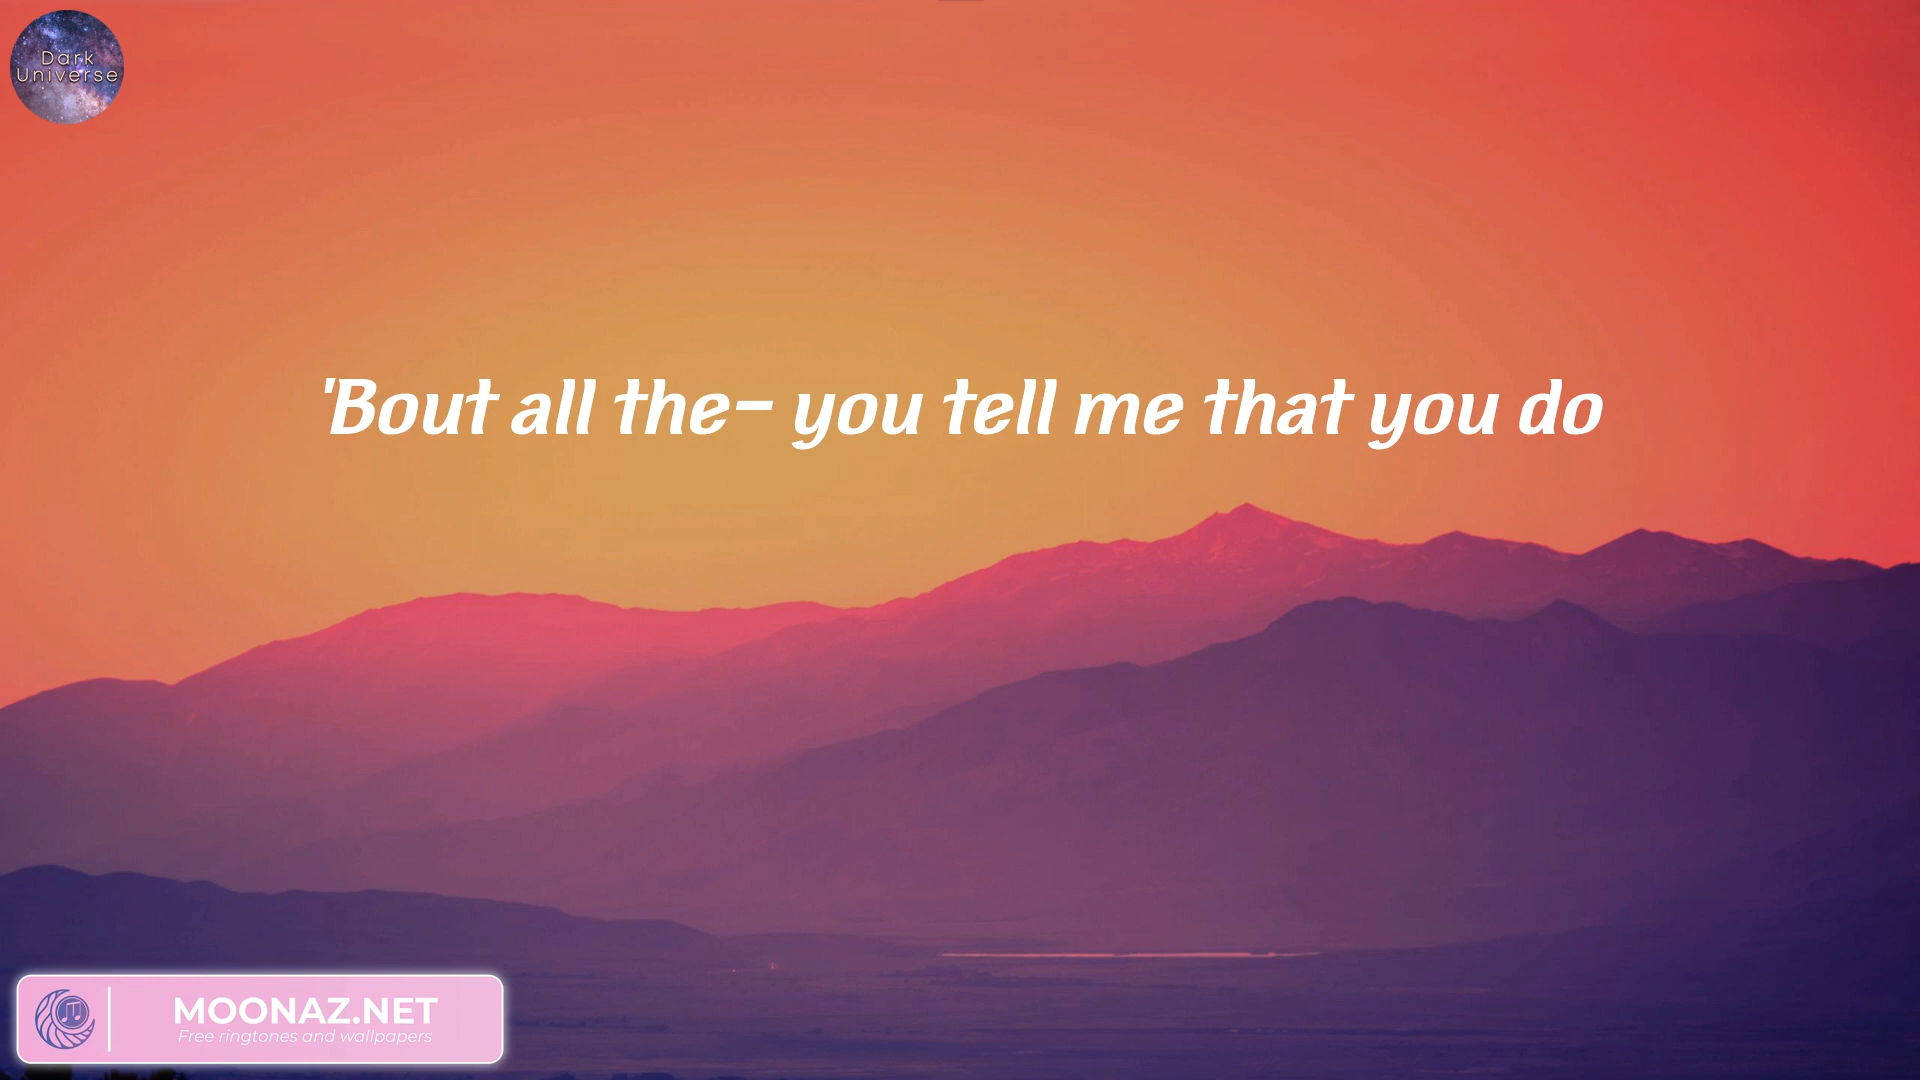 Dark
Universe
'Bout all the- you tell me that you do
MOONAZ.NET
Free ringtones and wallpapers